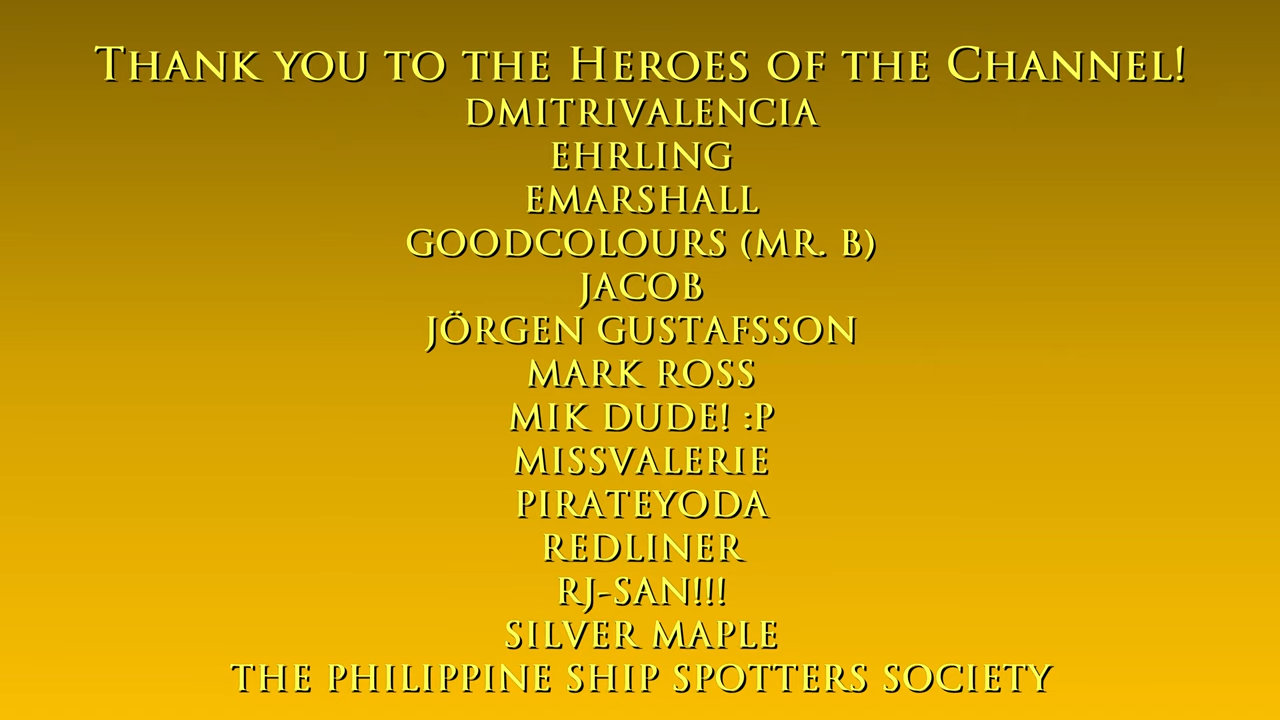 Thank you to the Heroes of the Channel!
DMITRIVALENCIA
EHRLING
EMARSHALL
GOODCOLOURS (MR. B)
JACOB
JÖRGEN GUSTAFSSON
MARK ROSS
MIK DUDE! :P
MISSVALERIE
PIRATEYODA
REDLINER
RJ-SAN!!!
SILVER MAPLE
THE PHILIPPINE SHIP SPOTTERS SOCIETY